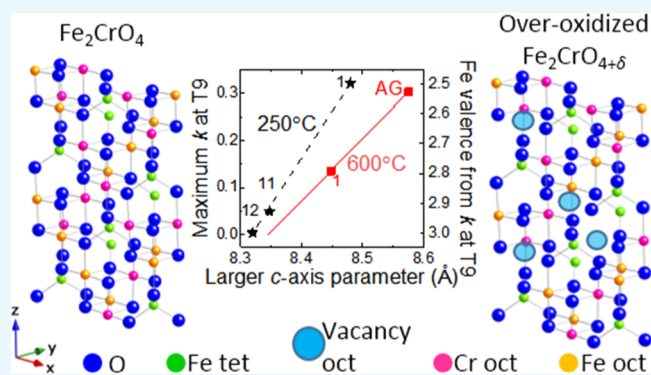 Fe₂CrO₄
Over-oxidized
Fe₂CrO₄₊δ
Maximum k at T9
0.3
0.2
0.1
0.0
1
250°C
11
12
AG
600°C
1
2.5
2.6
2.7
2.8
2.9
3.0
Fe valence from k at T9
8.3 8.4 8.5 8.6
Larger c-axis parameter (Å)
z
y
x
O
Fe tet
Vacancy
oct
Cr oct
Fe oct